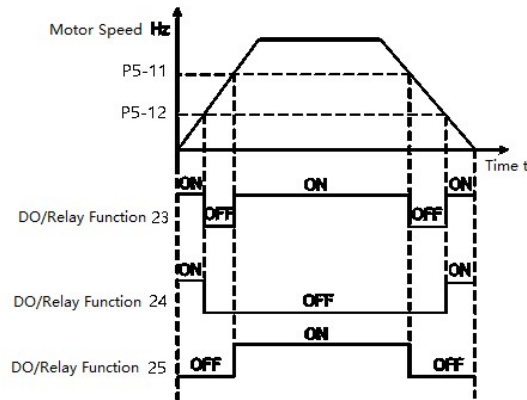 Motor Speed Hz
P5-11
P5-12
Time t
ON ON ON
DO/Relay Function 23 OFF OFF
ON ON
DO/Relay Function 24 OFF
ON
DO/Relay Function 25 OFF OFF